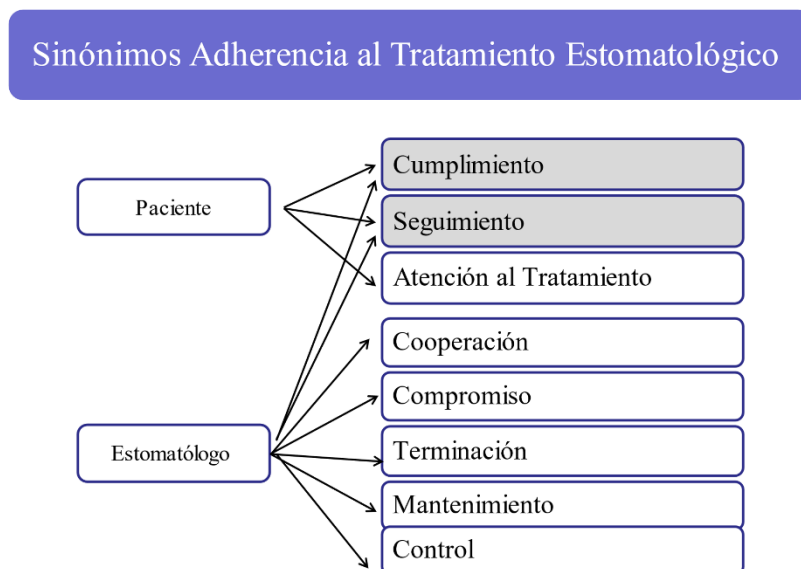 Sinónimos Adherencia al Tratamiento Estomatológico
Cumplimiento
Paciente
Seguimiento
Atención al Tratamiento
Cooperación
Compromiso
Estomatólogo
Terminación
Mantenimiento
Control